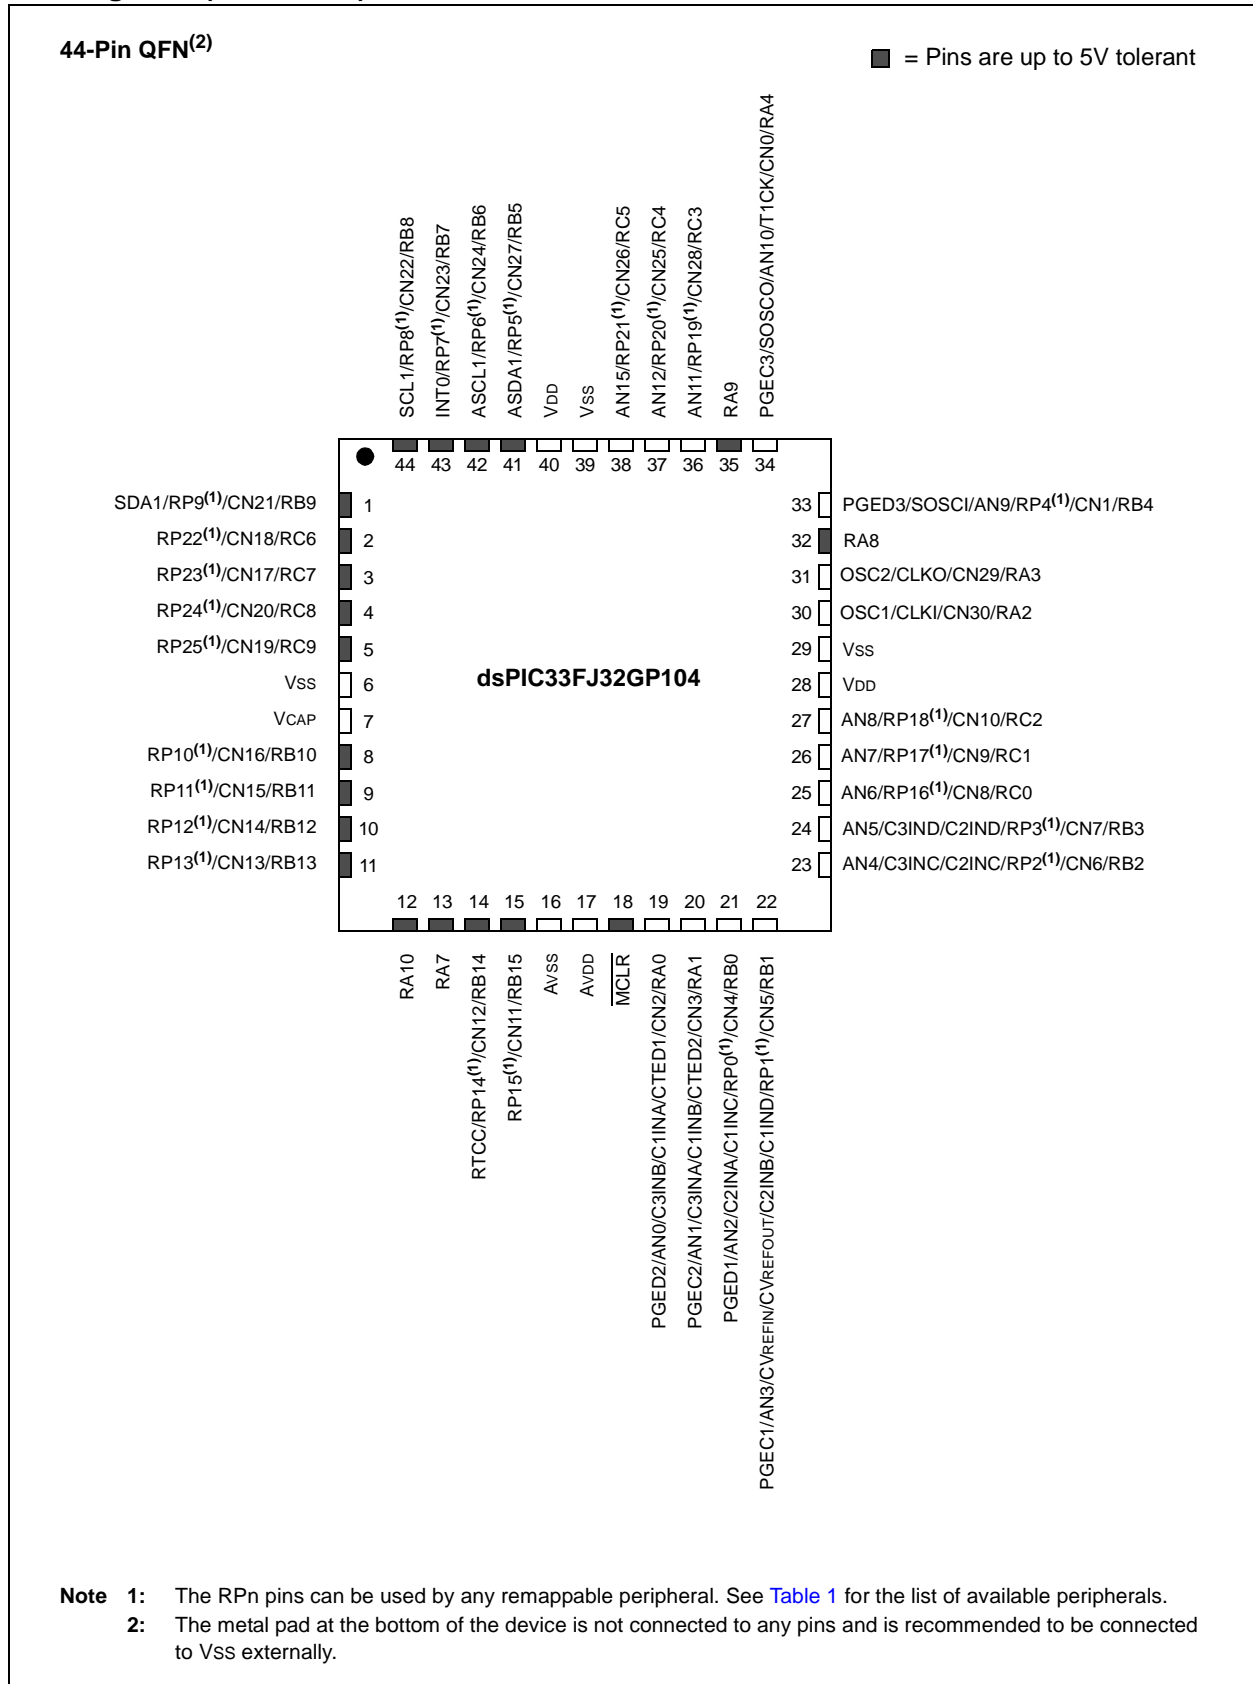 44-Pin QFN(2)
= Pins are up to 5V tolerant
SCL1/RP8(1)/CN22/RB8
INT0/RP7(1)/CN23/RB7
ASCL1/RP6(1)/CN24/RB6
ASDA1/RP5(1)/CN27/RB5
VDD
VSS
AN15/RP21(1)/CN26/RC5
AN12/RP20(1)/CN25/RC4
AN11/RP19(1)/CN28/RC3
RA9
PGEC3/SOSCO/AN10/T1CK/CN0/RA4
44 43 42 41 40 39 38 37 36 35 34
SDA1/RP9(1)/CN21/RB9 1
RP22(1)/CN18/RC6 2
RP23(1)/CN17/RC7 3
RP24(1)/CN20/RC8 4
RP25(1)/CN19/RC9 5
VSS 6
VCAP 7
RP10(1)/CN16/RB10 8
RP11(1)/CN15/RB11 9
RP12(1)/CN14/RB12 10
RP13(1)/CN13/RB13 11
dsPIC33FJ32GP104
33 PGED3/SOSCI/AN9/RP4(1)/CN1/RB4
32 RA8
31 OSC2/CLKO/CN29/RA3
30 OSC1/CLKI/CN30/RA2
29 VSS
28 VDD
27 AN8/RP18(1)/CN10/RC2
26 AN7/RP17(1)/CN9/RC1
25 AN6/RP16(1)/CN8/RC0
24 AN5/C3IND/C2IND/RP3(1)/CN7/RB3
23 AN4/C3INC/C2INC/RP2(1)/CN6/RB2
12 13 14 15 16 17 18 19 20 21 22
RA10
RA7
RTCC/RP14(1)/CN12/RB14
RP15(1)/CN11/RB15
AVSS
AVDD
MCLR
PGED2/AN0/C3INB/C1INA/CTED1/CN2/RA0
PGEC2/AN1/C3INA/C1INB/CTED2/CN3/RA1
PGED1/AN2/C2INA/C1INC/RP0(1)/CN4/RB0
PGEC1/AN3/CVREFIN/CVREFOUT/C2INB/C1IND/RP1(1)/CN5/RB1
Note 1: The RPn pins can be used by any remappable peripheral. See Table 1 for the list of available peripherals.
2: The metal pad at the bottom of the device is not connected to any pins and is recommended to be connected
to VSS externally.